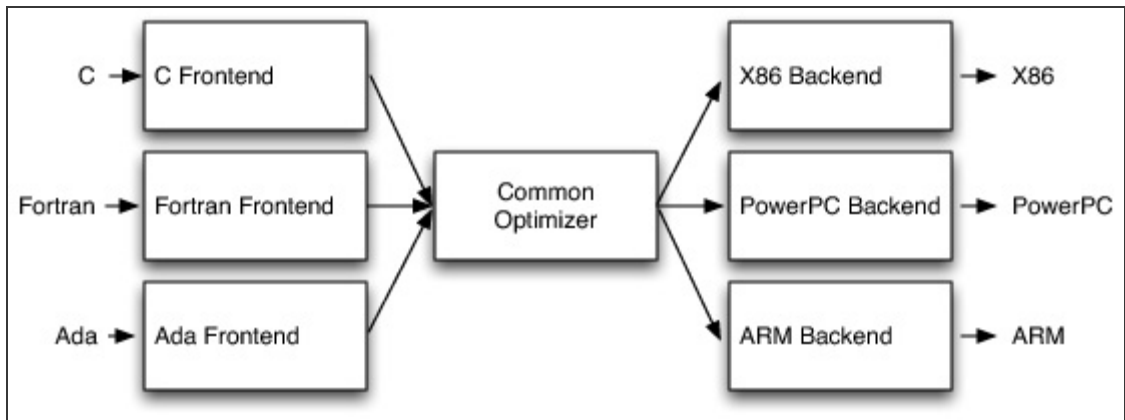 C
C Frontend
Fortran
Fortran Frontend
Ada
Ada Frontend
Common
Optimizer
X86 Backend
X86
PowerPC Backend
PowerPC
ARM Backend
ARM